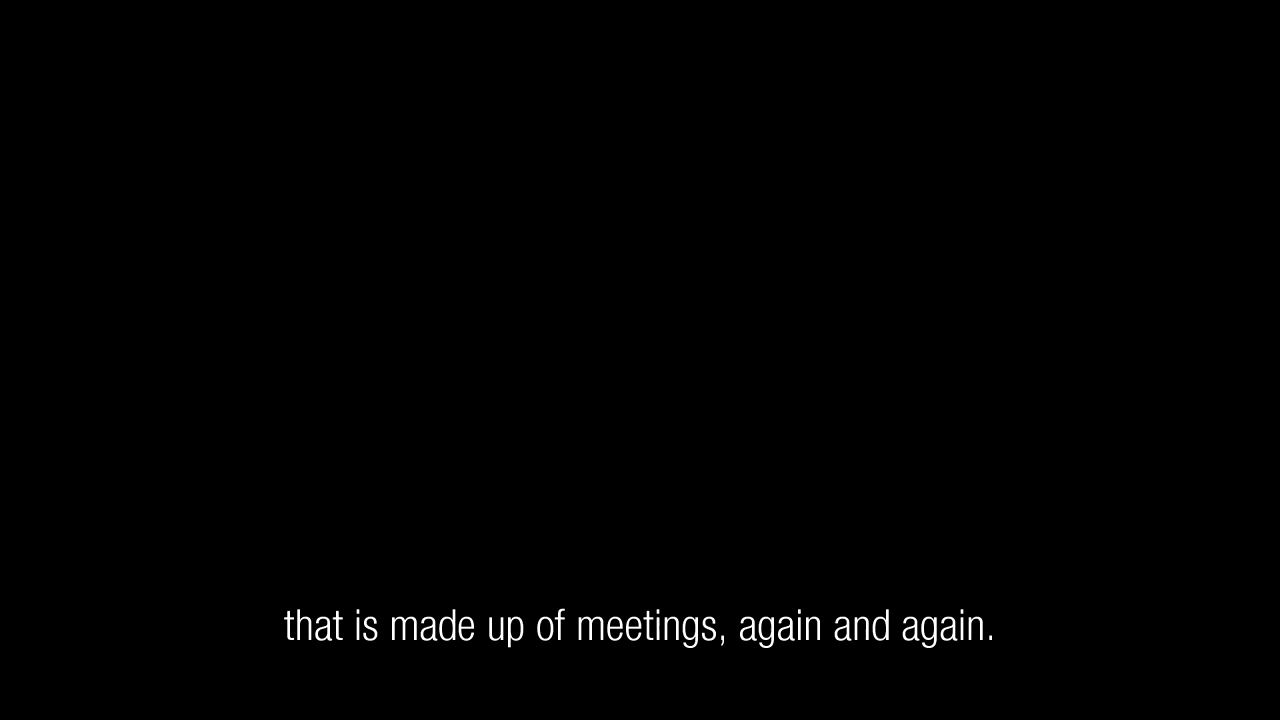 that is made up of meetings, again and again.